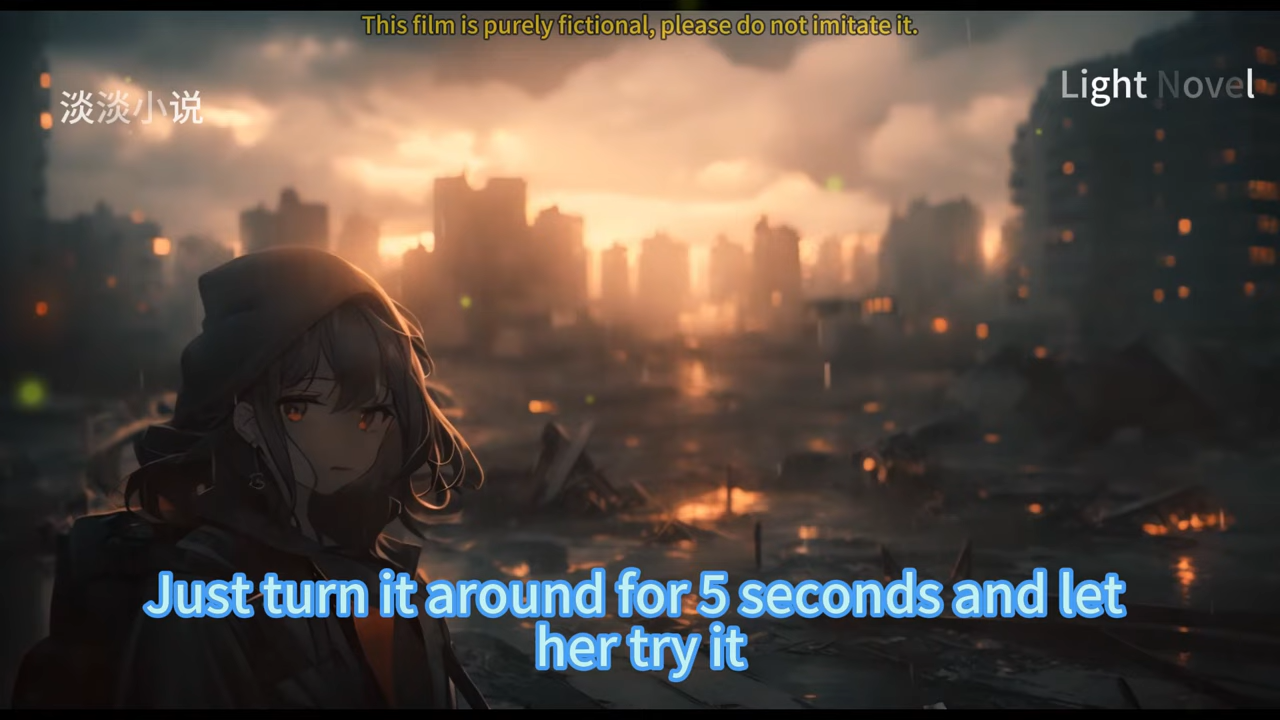 This film is purely fictional, please do not imitate it.
淡淡小说
Light Novel
Just turn it around for 5 seconds and let
her try it